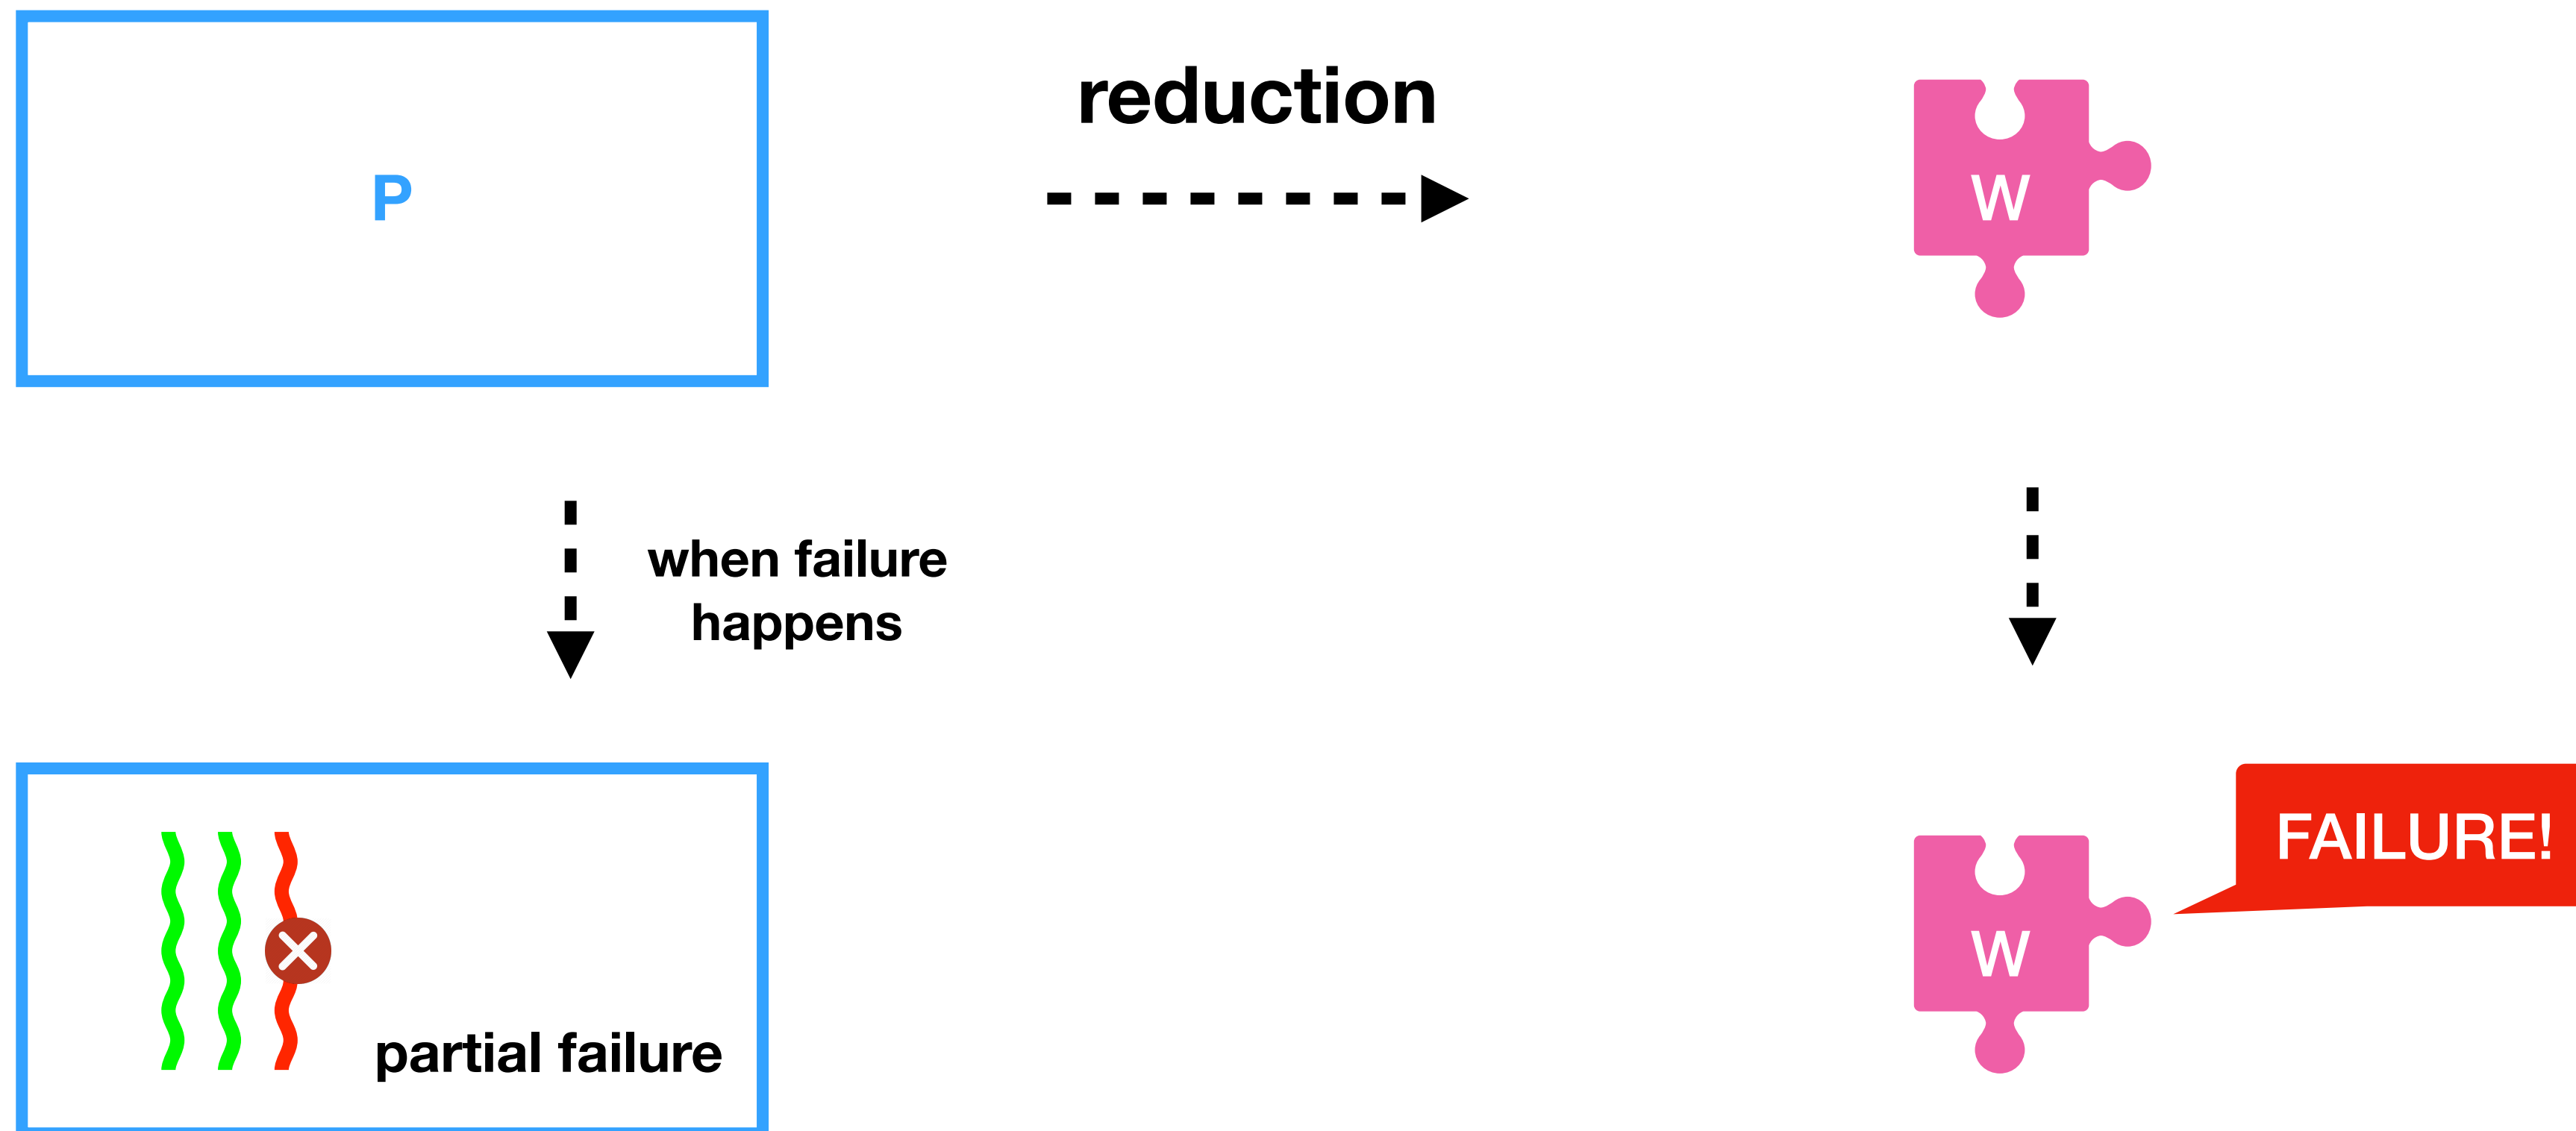 P
reduction
W
when failure
happens
partial failure
W
FAILURE!